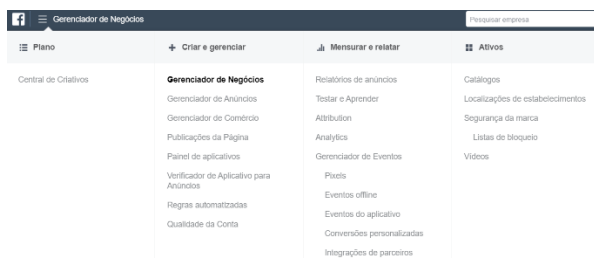 Gerenciador de Negócios
Pesquisar empresa
Plano
Central de Criativos
Criar e gerenciar
Gerenciador de Negócios
Gerenciador de Anúncios
Gerenciador de Comércio
Publicações da Página
Painel de aplicativos
Verificador de Aplicativo para
Anúncios
Regras automatizadas
Qualidade da Conta
Mensurar e relatar
Relatórios de anúncios
Testar e Aprender
Attribution
Analytics
Gerenciador de Eventos
Pixels
Eventos offline
Eventos do aplicativo
Conversões personalizadas
Integrações de parceiros
Ativos
Catálogos
Localizações de estabelecimentos
Segurança da marca
Listas de bloqueio
Vídeos